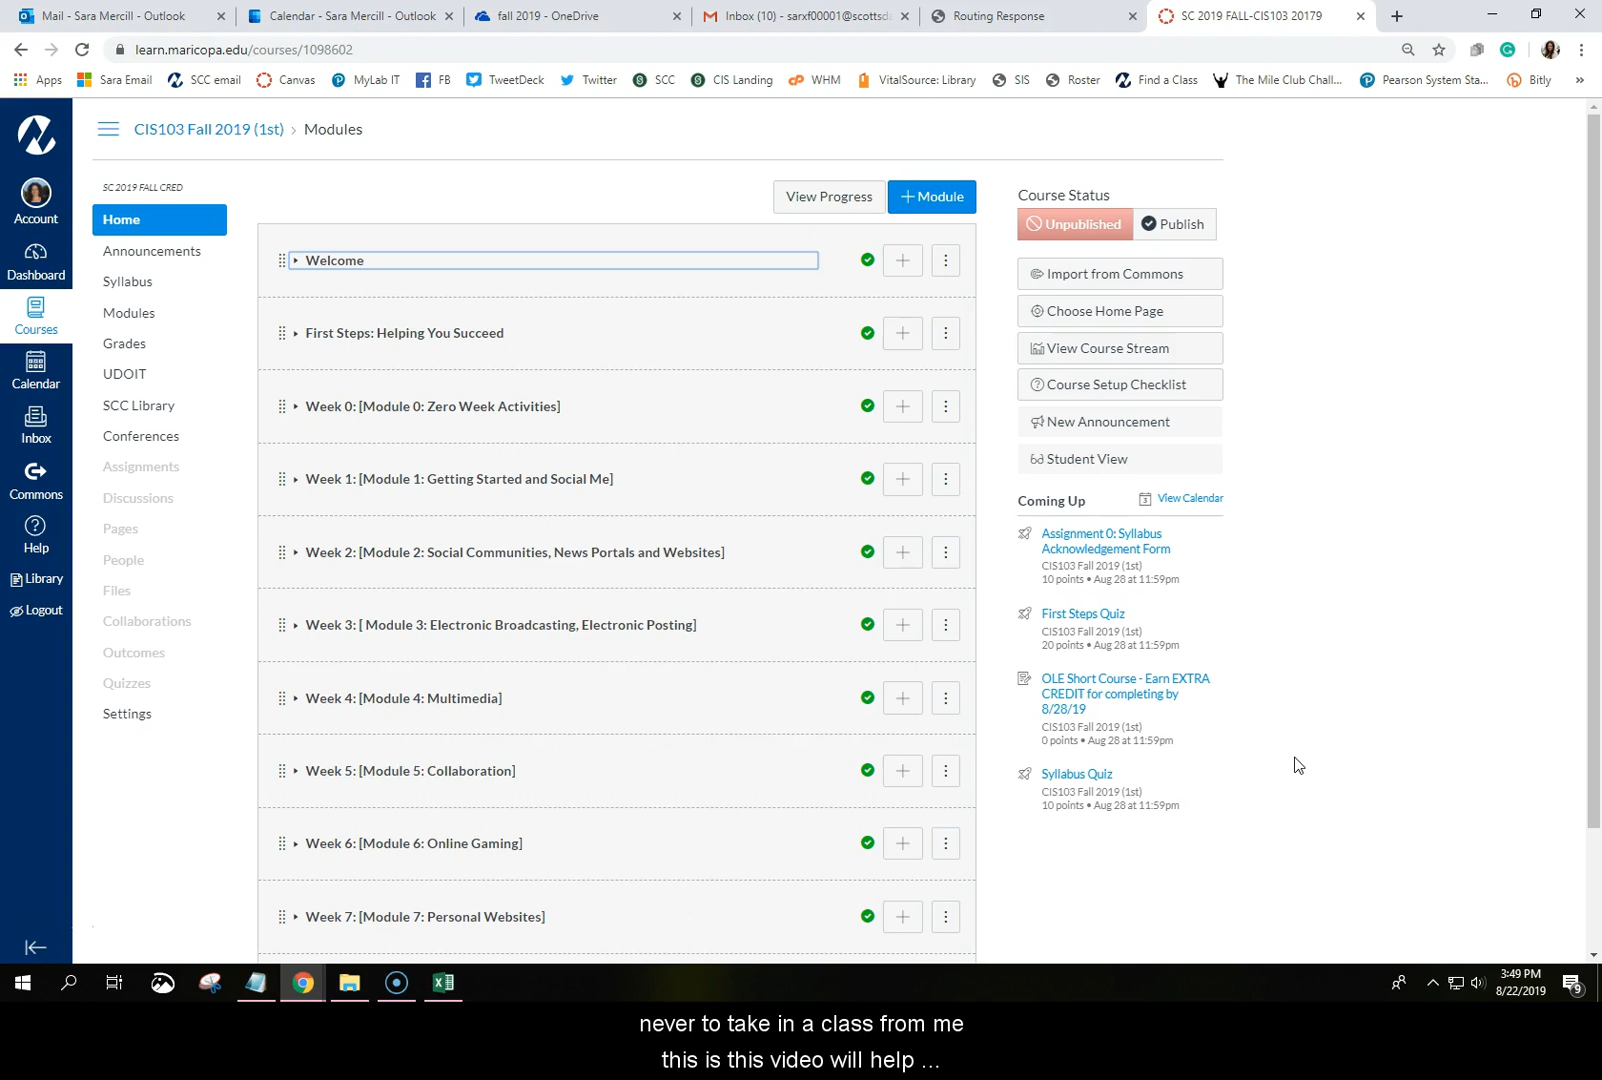 Mail - Sara Mercill - Outlook
Calendar - Sara Mercill - Outlook
fall 2019 - OneDrive
Inbox (10) - sarxf00001@scottsda
Routing Response
SC 2019 FALL-CIS103 20179
learn.maricopa.edu/courses/1098602
Apps
Sara Email
SCC email
Canvas
MyLab IT
FB
TweetDeck
Twitter
SCC
CIS Landing
WHM
VitalSource: Library
SIS
Roster
Find a Class
The Mile Club Chall...
Pearson System Sta...
Bitly
»
CIS103 Fall 2019 (1st) › Modules
Account
Dashboard
Courses
Calendar
Inbox
Commons
Help
Library
Logout
SC 2019 FALL CRED
Home
Announcements
Syllabus
Modules
Grades
UDOIT
SCC Library
Conferences
Assignments
Discussions
Pages
People
Files
Collaborations
Outcomes
Quizzes
Settings
View Progress
+ Module
Welcome
First Steps: Helping You Succeed
Week 0: [Module 0: Zero Week Activities]
Week 1: [Module 1: Getting Started and Social Me]
Week 2: [Module 2: Social Communities, News Portals and Websites]
Week 3: [ Module 3: Electronic Broadcasting, Electronic Posting]
Week 4: [Module 4: Multimedia]
Week 5: [Module 5: Collaboration]
Week 6: [Module 6: Online Gaming]
Week 7: [Module 7: Personal Websites]
Course Status
Unpublished
Publish
Import from Commons
Choose Home Page
View Course Stream
Course Setup Checklist
New Announcement
Student View
Coming Up
View Calendar
Assignment 0: Syllabus
Acknowledgement Form
CIS103 Fall 2019 (1st)
10 points • Aug 28 at 11:59pm
First Steps Quiz
CIS103 Fall 2019 (1st)
20 points • Aug 28 at 11:59pm
OLE Short Course - Earn EXTRA
CREDIT for completing by
8/28/19
CIS103 Fall 2019 (1st)
0 points • Aug 28 at 11:59pm
Syllabus Quiz
CIS103 Fall 2019 (1st)
10 points • Aug 28 at 11:59pm
3:49 PM
8/22/2019
9
never to take in a class from me
this is this video will help ...